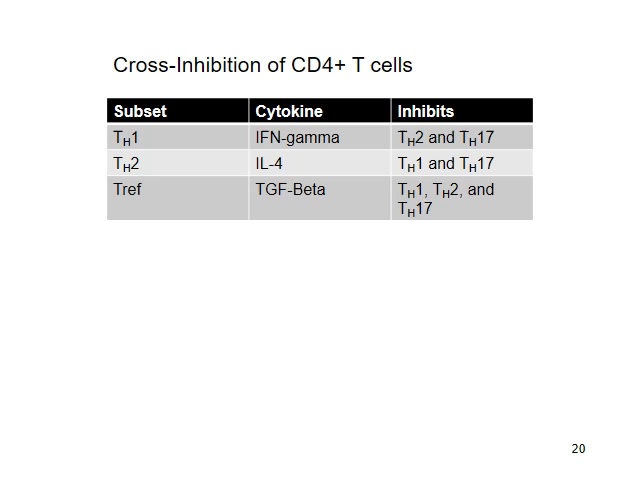 Cross-Inhibition of CD4+ T cells
Subset Cytokine Inhibits
TH1 IFN-gamma TH2 and TH17
TH2 IL-4 TH1 and TH17
Tref TGF-Beta TH1, TH2, and
TH17
20